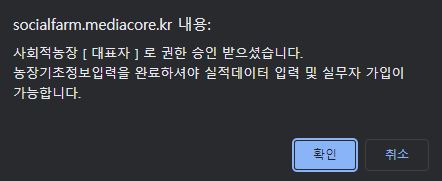 socialfarm.mediacore.kr 내용:
사회적농장 [ 대표자 ] 로 권한 승인 받으셨습니다.
농장기초정보입력을 완료하셔야 실적데이터 입력 및 실무자 가입이
가능합니다.
확인
취소